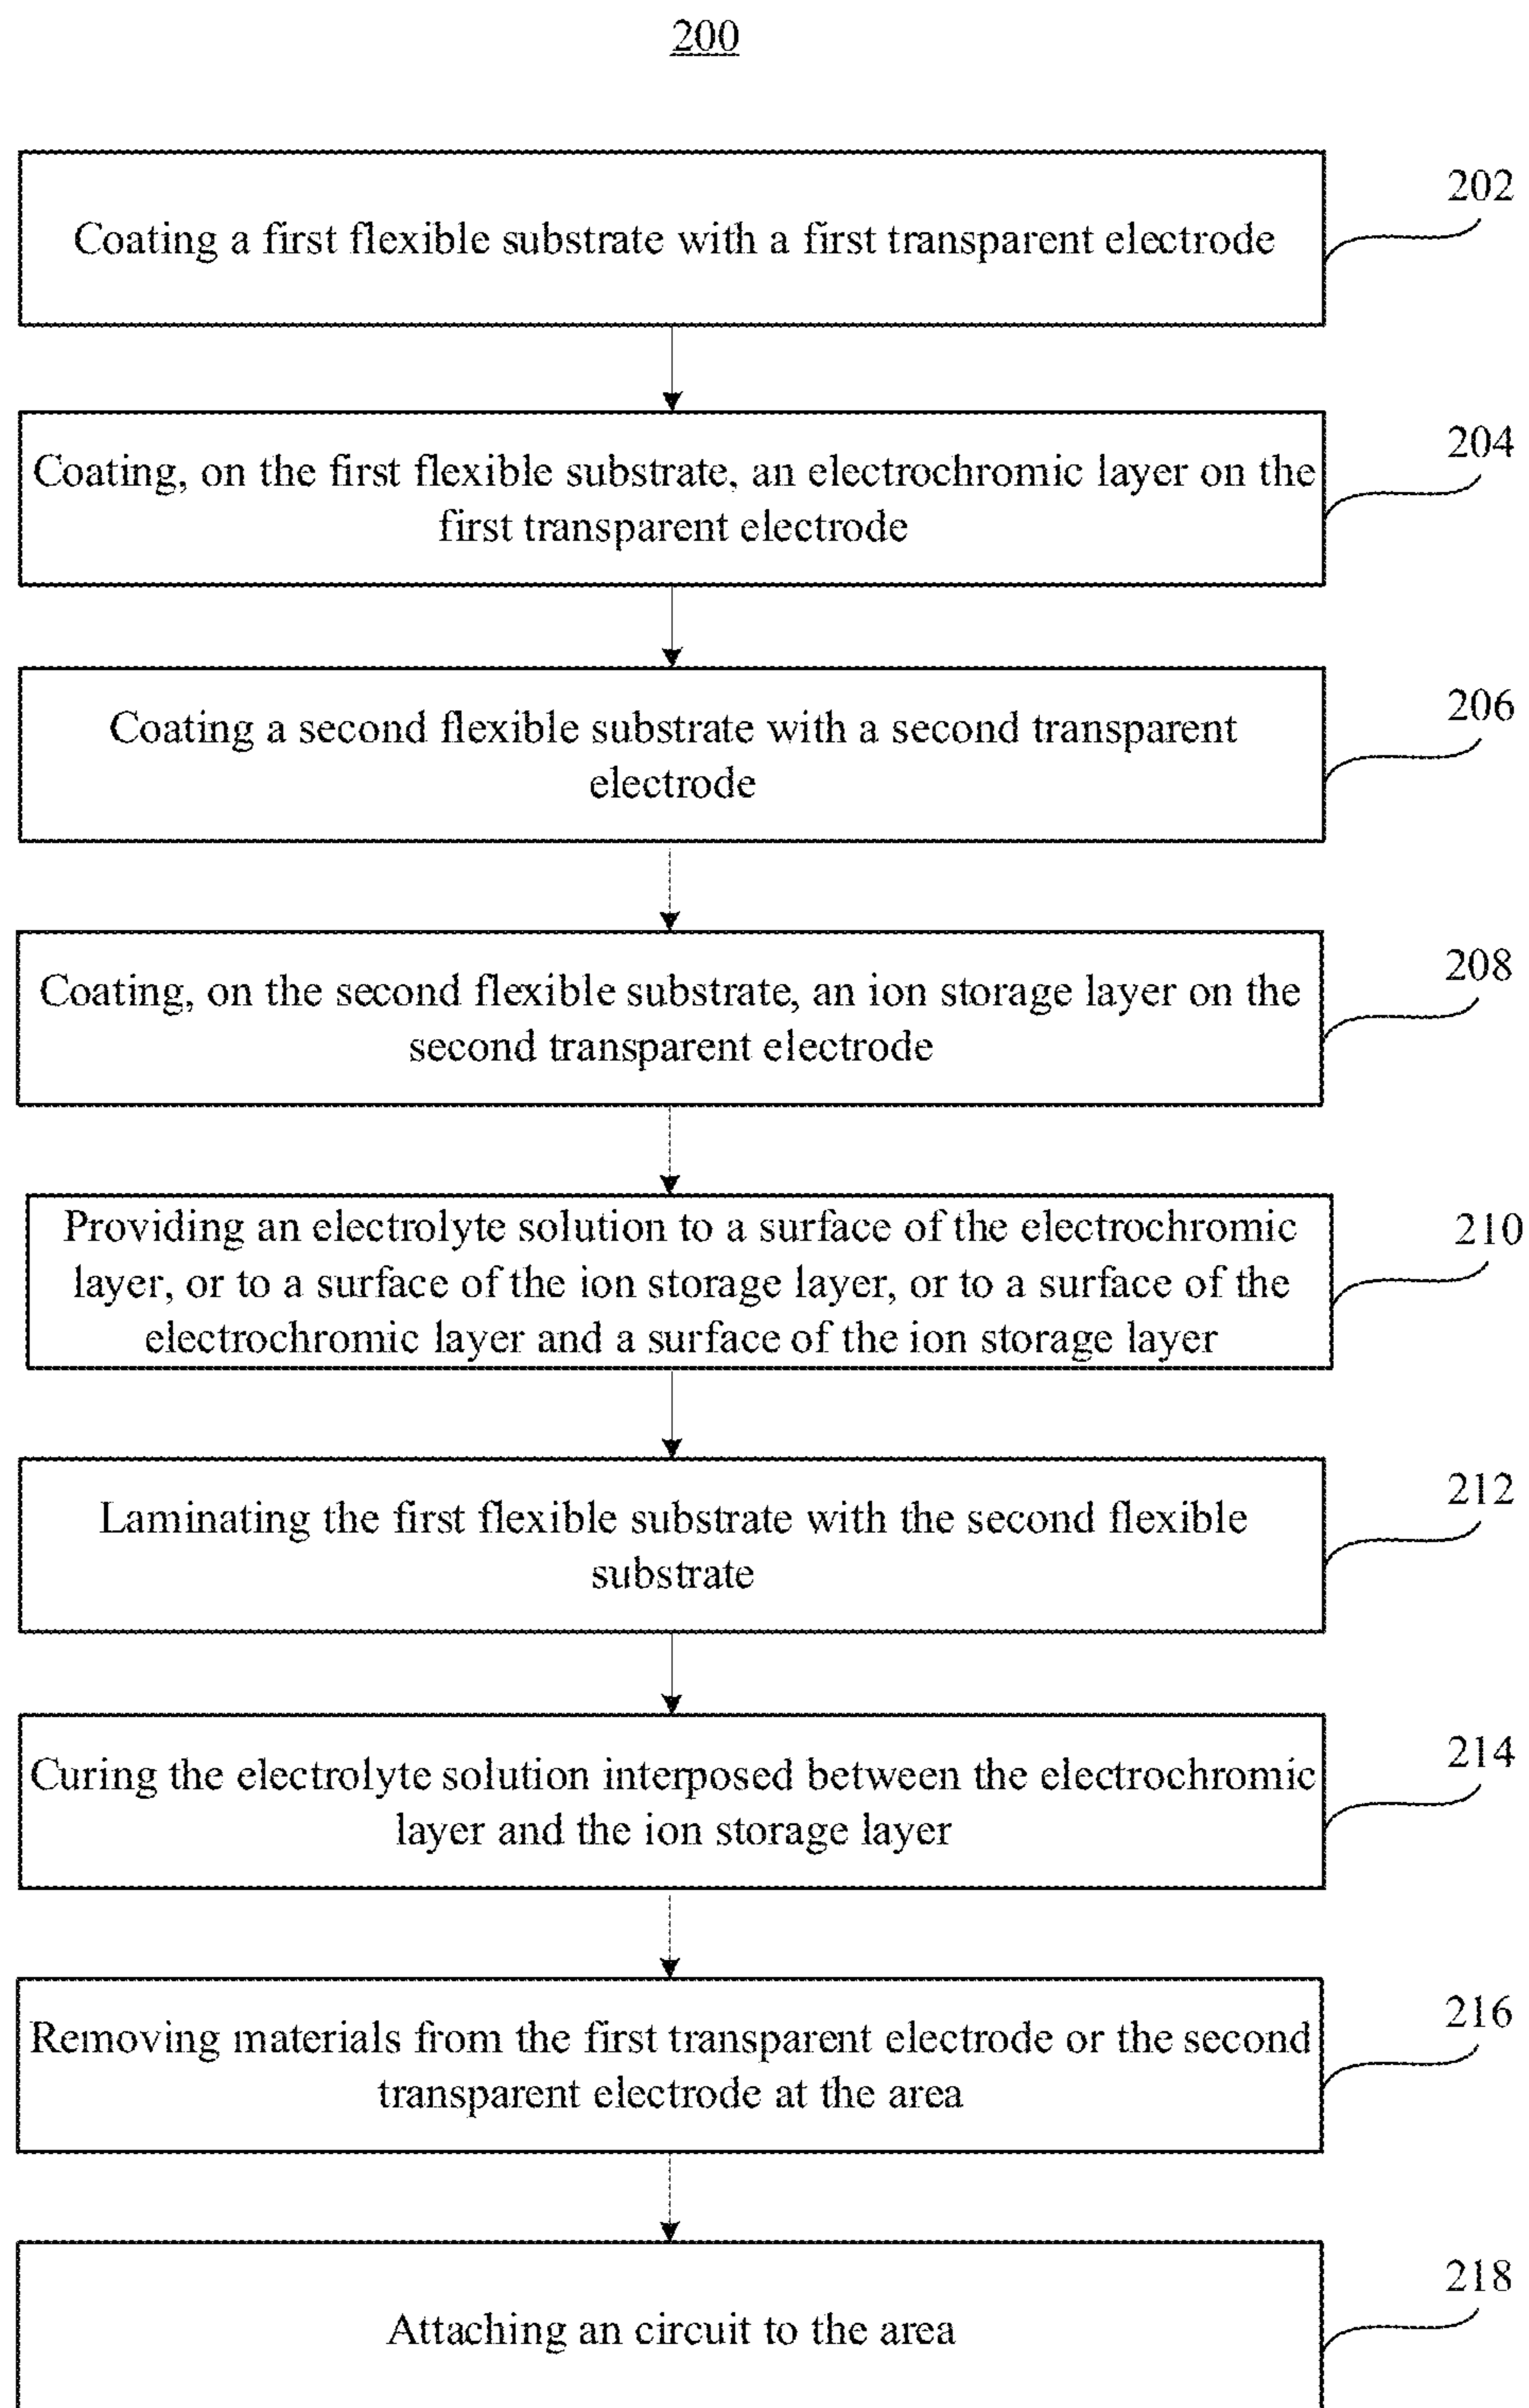 200
Coating a first flexible substrate with a first transparent electrode
202
Coating, on the first flexible substrate, an electrochromic layer on the
first transparent electrode
204
Coating a second flexible substrate with a second transparent
electrode
206
Coating, on the second flexible substrate, an ion storage layer on the
second transparent electrode
208
Providing an electrolyte solution to a surface of the electrochromic
layer, or to a surface of the ion storage layer, or to a surface of the
electrochromic layer and a surface of the ion storage layer
210
Laminating the first flexible substrate with the second flexible
substrate
212
Curing the electrolyte solution interposed between the electrochromic
layer and the ion storage layer
214
Removing materials from the first transparent electrode or the second
transparent electrode at the area
216
Attaching an circuit to the area
218